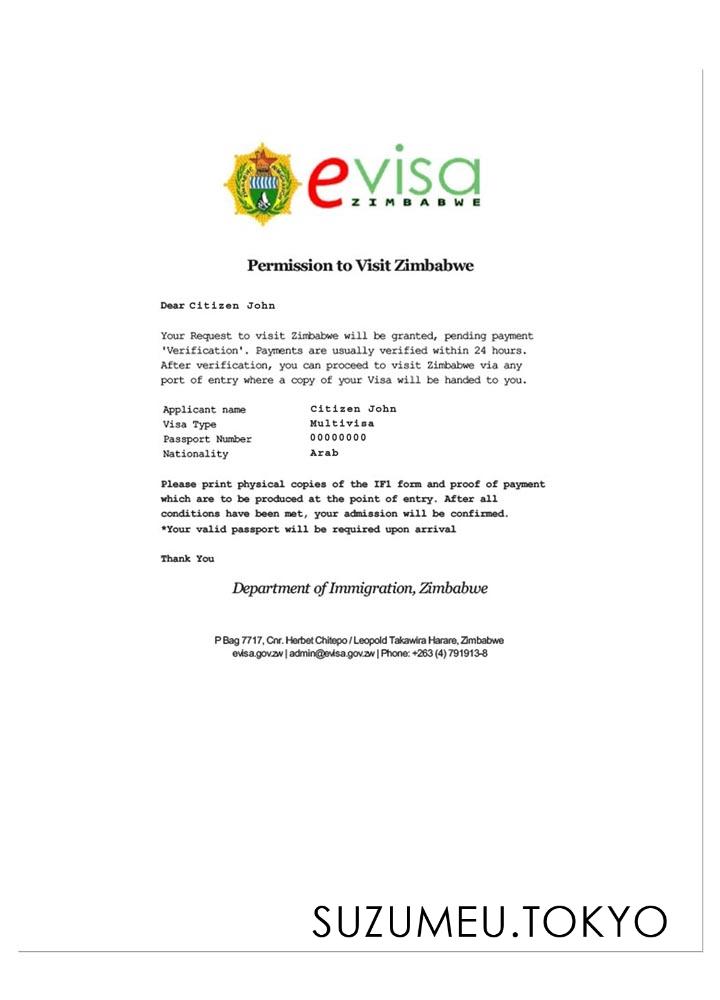 evisa
ZIMBABWE
Permission to Visit Zimbabwe
Dear Citizen John
Your Request to visit Zimbabwe will be granted, pending payment
'Verification'. Payments are usually verified within 24 hours.
After verification, you can proceed to visit Zimbabwe via any
port of entry where a copy of your Visa will be handed to you.
Applicant name Citizen John
Visa Type Multivisa
Passport Number 00000000
Nationality Arab
Please print physical copies of the IF1 form and proof of payment
which are to be produced at the point of entry. After all
conditions have been met, your admission will be confirmed.
*Your valid passport will be required upon arrival
Thank You
Department of Immigration, Zimbabwe
P Bag 7717, Cnr. Herbet Chitepo / Leopold Takawira Harare, Zimbabwe
evisa.gov.zw | admin@evisa.gov.zw | Phone: +263 (4) 791913-8
SUZUMEU.TOKYO